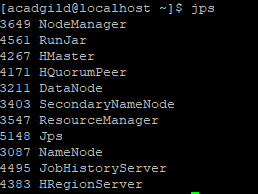 [acadgild@localhost ~]$ jps
3649 NodeManager
4561 RunJar
4267 HMaster
4171 HQuorumPeer
3211 DataNode
3403 SecondaryNameNode
3547 ResourceManager
5148 Jps
3087 NameNode
4495 JobHistoryServer
4383 HRegionServer